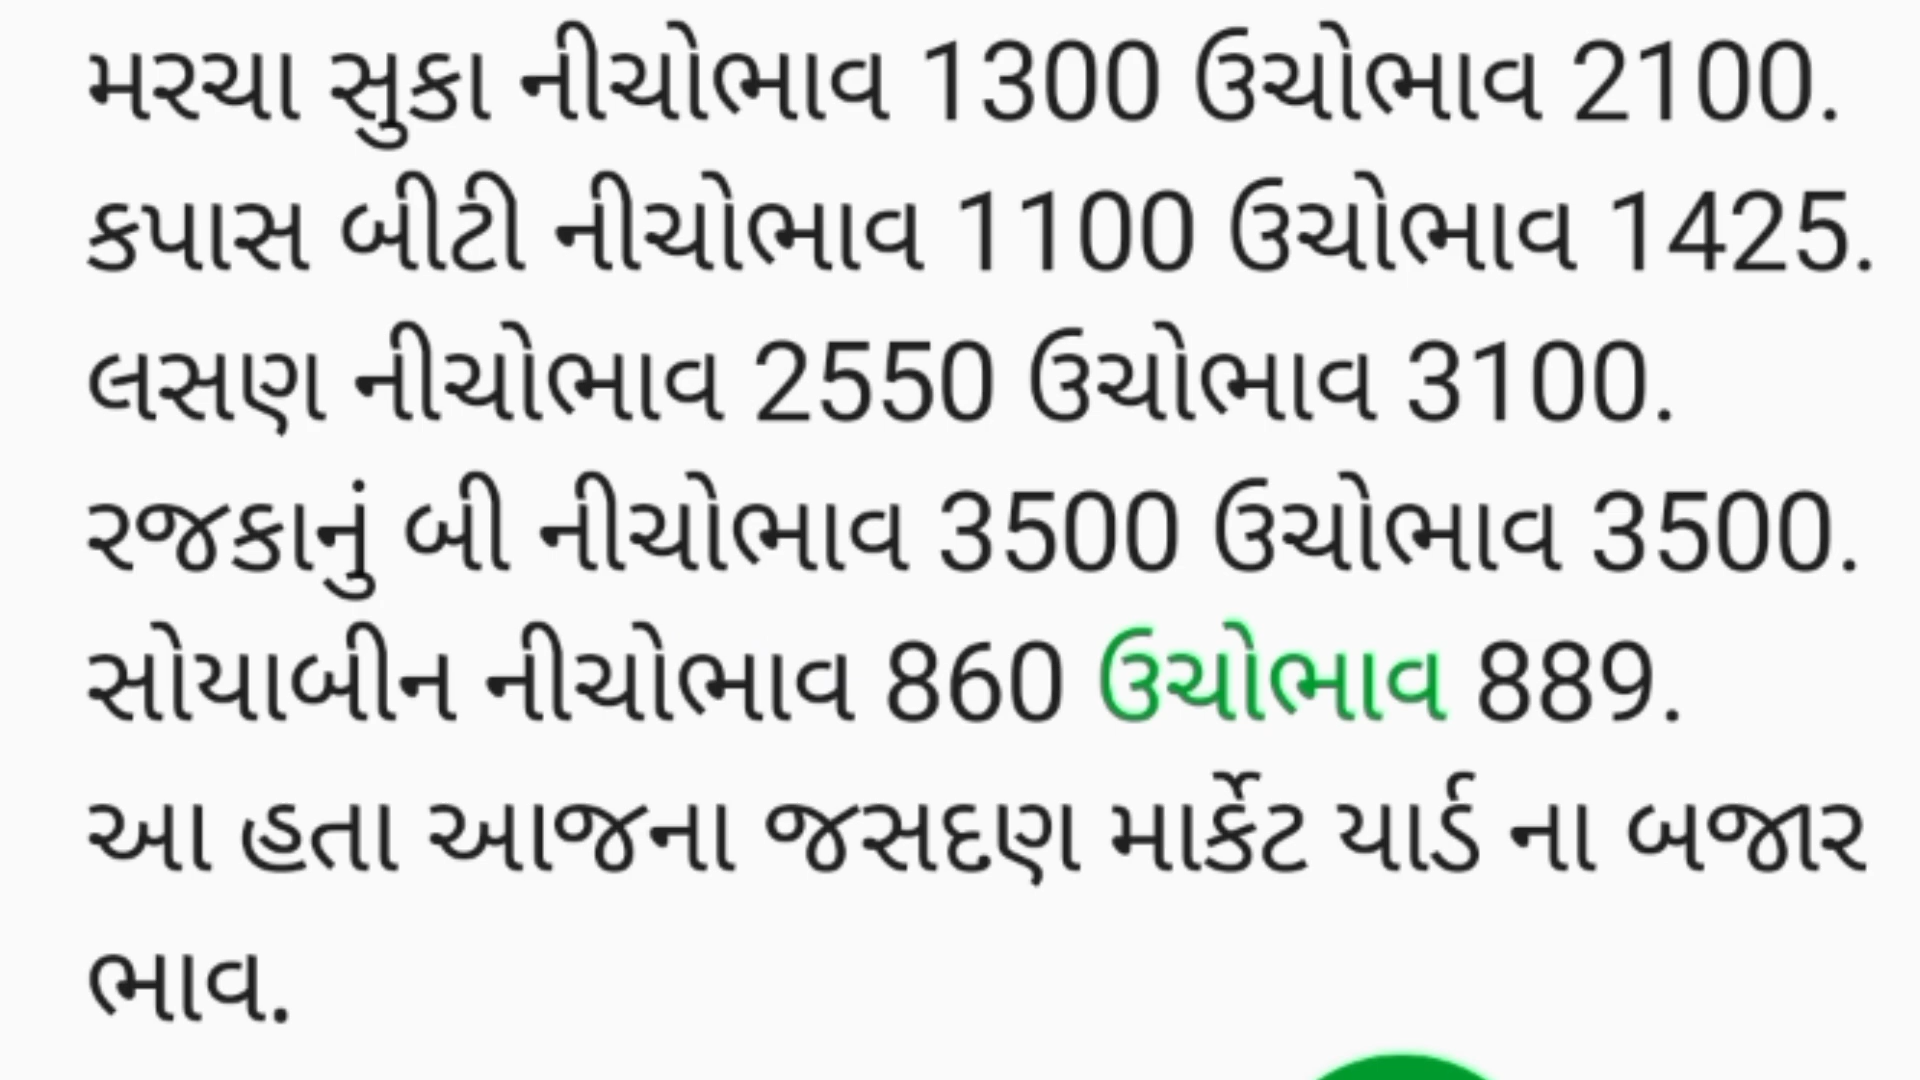 મરચા સુકા નીચોભાવ 1300 ઉચોભાવ 2100.
કપાસ બીટી નીચોભાવ 1100 ઉચોભાવ 1425.
લસણ નીચોભાવ 2550 ઉચોભાવ 3100.
રજકાનું બી નીચોભાવ 3500 ઉચોભાવ 3500.
સોયાબીન નીચોભાવ 860 ઉચોભાવ 889.
આ હતા આજના જસદણ માર્કેટ યાર્ડ ના બજાર
ભાવ.